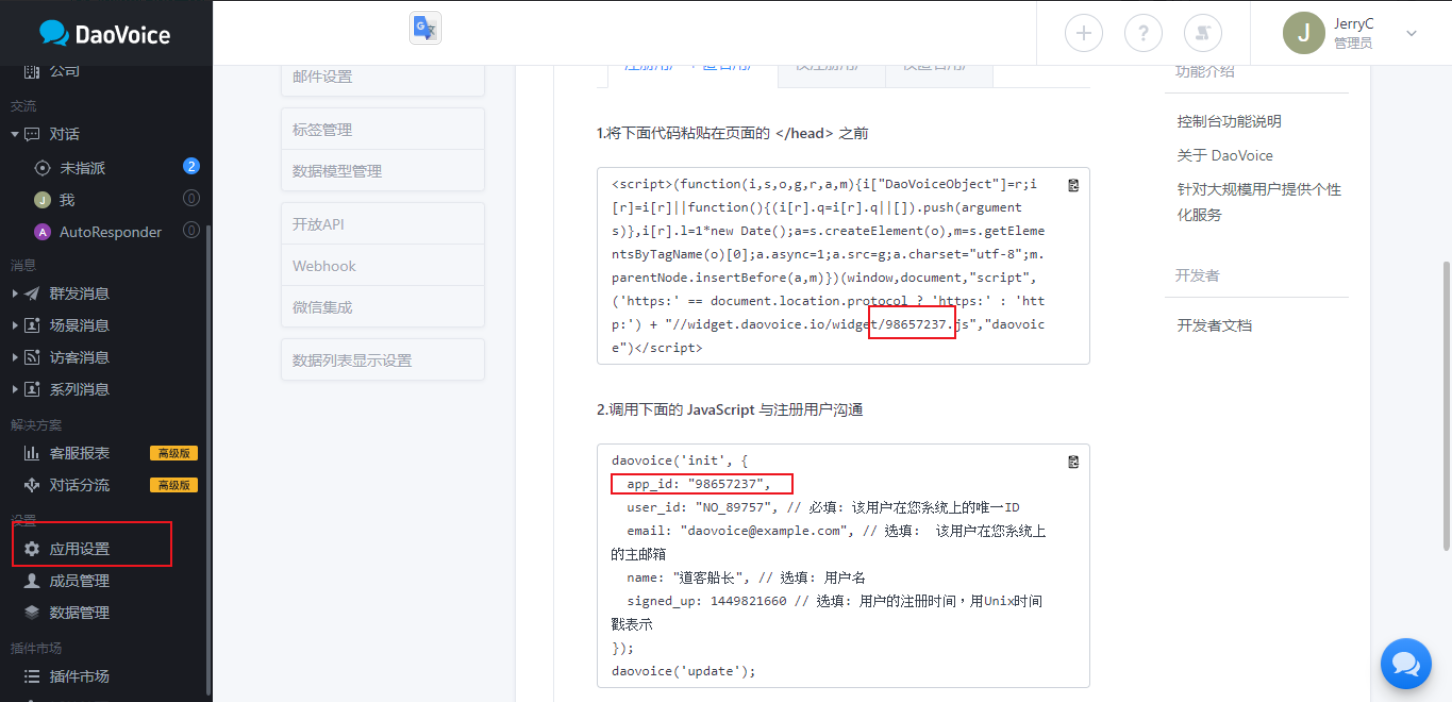 DaoVoice
JerryC
管理员
J
公司
交流
对话
未指派
2
J
我
0
A
AutoResponder
0
消息
群发消息
场景消息
访客消息
系列消息
解决方案
客服报表
高级版
对话分流
高级版
设置
应用设置
成员管理
数据管理
插件市场
插件市场
邮件设置
标签管理
数据模型管理
开放API
Webhook
微信集成
数据列表显示设置
1.将下面代码粘贴在页面的 </head> 之前
<script>(function(i,s,o,g,r,a,m){i["DaoVoiceObject"]=r;i
[r]=i[r]||function(){(i[r].q=i[r].q||[]).push(argument
s)},i[r].l=1*new Date();a=s.createElement(o),m=s.getEleme
ntsByTagName(o)[0];a.async=1;a.src=g;a.charset="utf-8";m.
parentNode.insertBefore(a,m)})(window,document,"script",
('https:' == document.location.protocol ? 'https:' : 'htt
p:') + "//widget.daovoice.io/widget/98657237.js","daovoic
e")</script>
2.调用下面的 JavaScript 与注册用户沟通
daovoice('init', {
app_id: "98657237",
user_id: "NO_89757", // 必填: 该用户在您系统上的唯一ID
email: "daovoice@example.com", // 选填: 该用户在您系统上
的主邮箱
name: "道客船长", // 选填: 用户名
signed_up: 1449821660 // 选填: 用户的注册时间，用Unix时间
戳表示
});
daovoice('update');
功能介绍
控制台功能说明
关于 DaoVoice
针对大规模用户提供个性
化服务
开发者
开发者文档